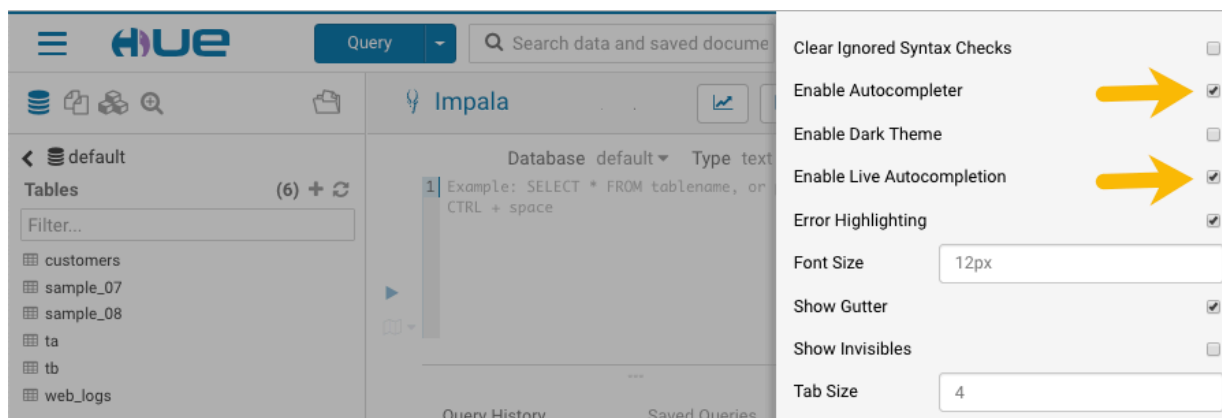 HUE
Query
Search data and saved docume
Impala
default
Database default Type text
Tables (6)
Filter...
1 Example: SELECT * FROM tablename, or
CTRL + space
customers
sample_07
sample_08
ta
tb
web_logs
Query History Saved Queries
Clear Ignored Syntax Checks
Enable Autocompleter
Enable Dark Theme
Enable Live Autocompletion
Error Highlighting
Font Size 12px
Show Gutter
Show Invisibles
Tab Size 4